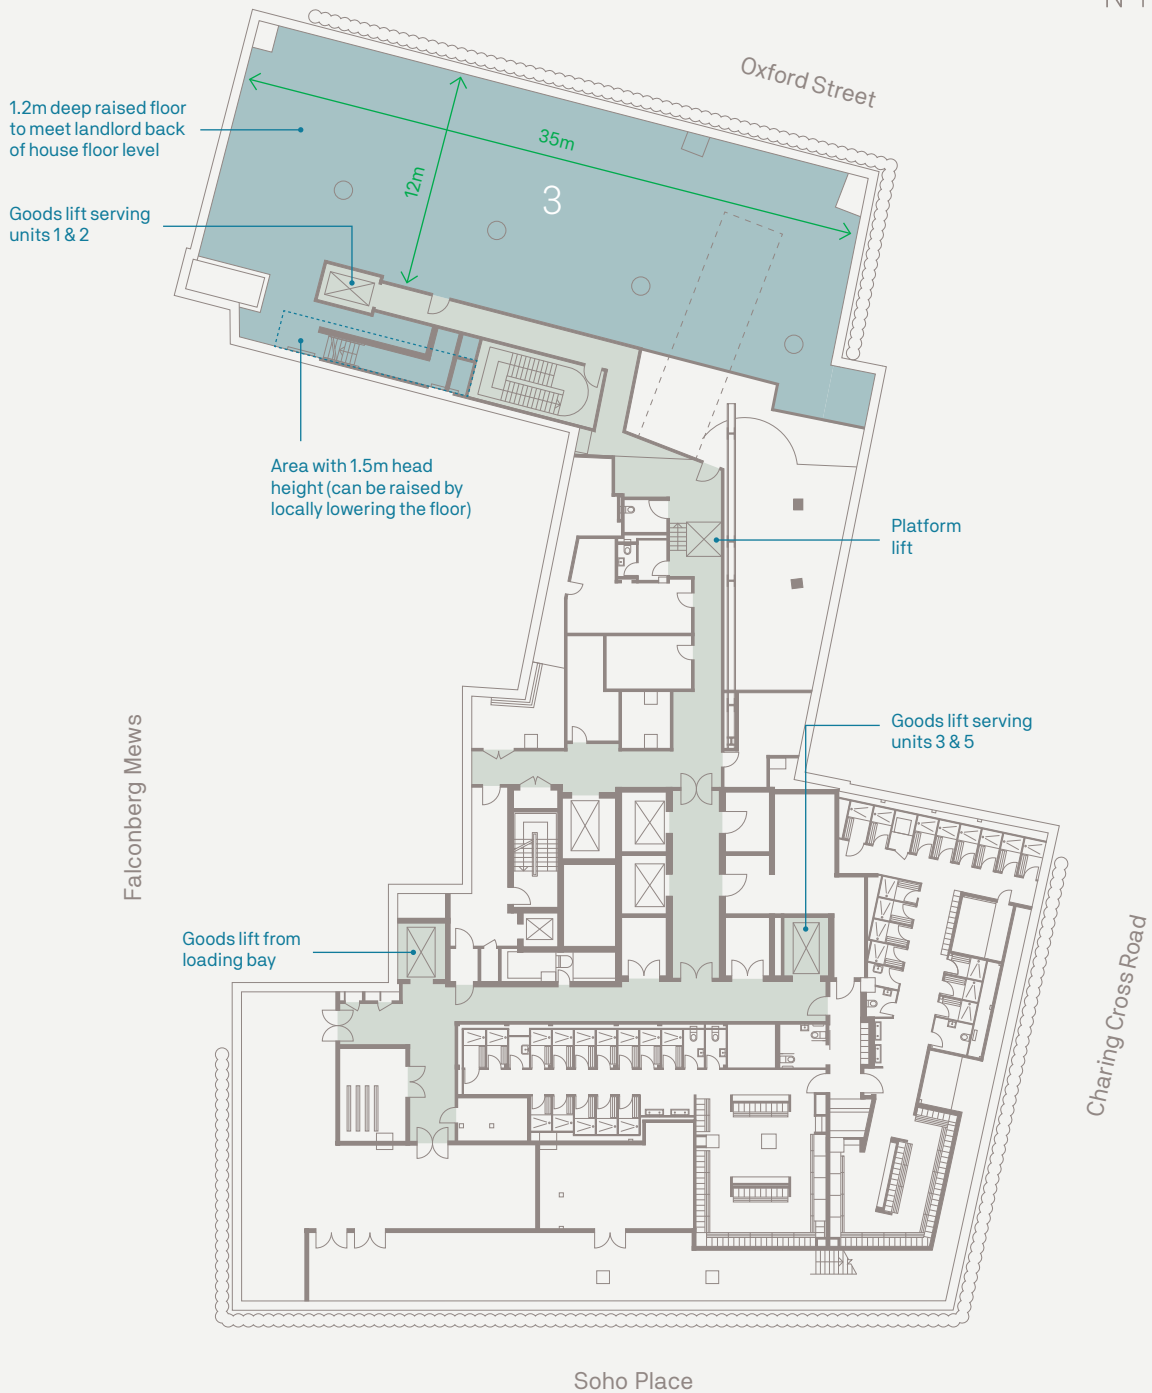 N
Oxford Street
1.2m deep raised floor
to meet landlord back
of house floor level
35m
12m
3
Goods lift serving
units 1 & 2
Area with 1.5m head
height (can be raised by
locally lowering the floor)
Platform
lift
Falconberg Mews
Goods lift serving
units 3 & 5
Goods lift from
loading bay
Charing Cross Road
Soho Place